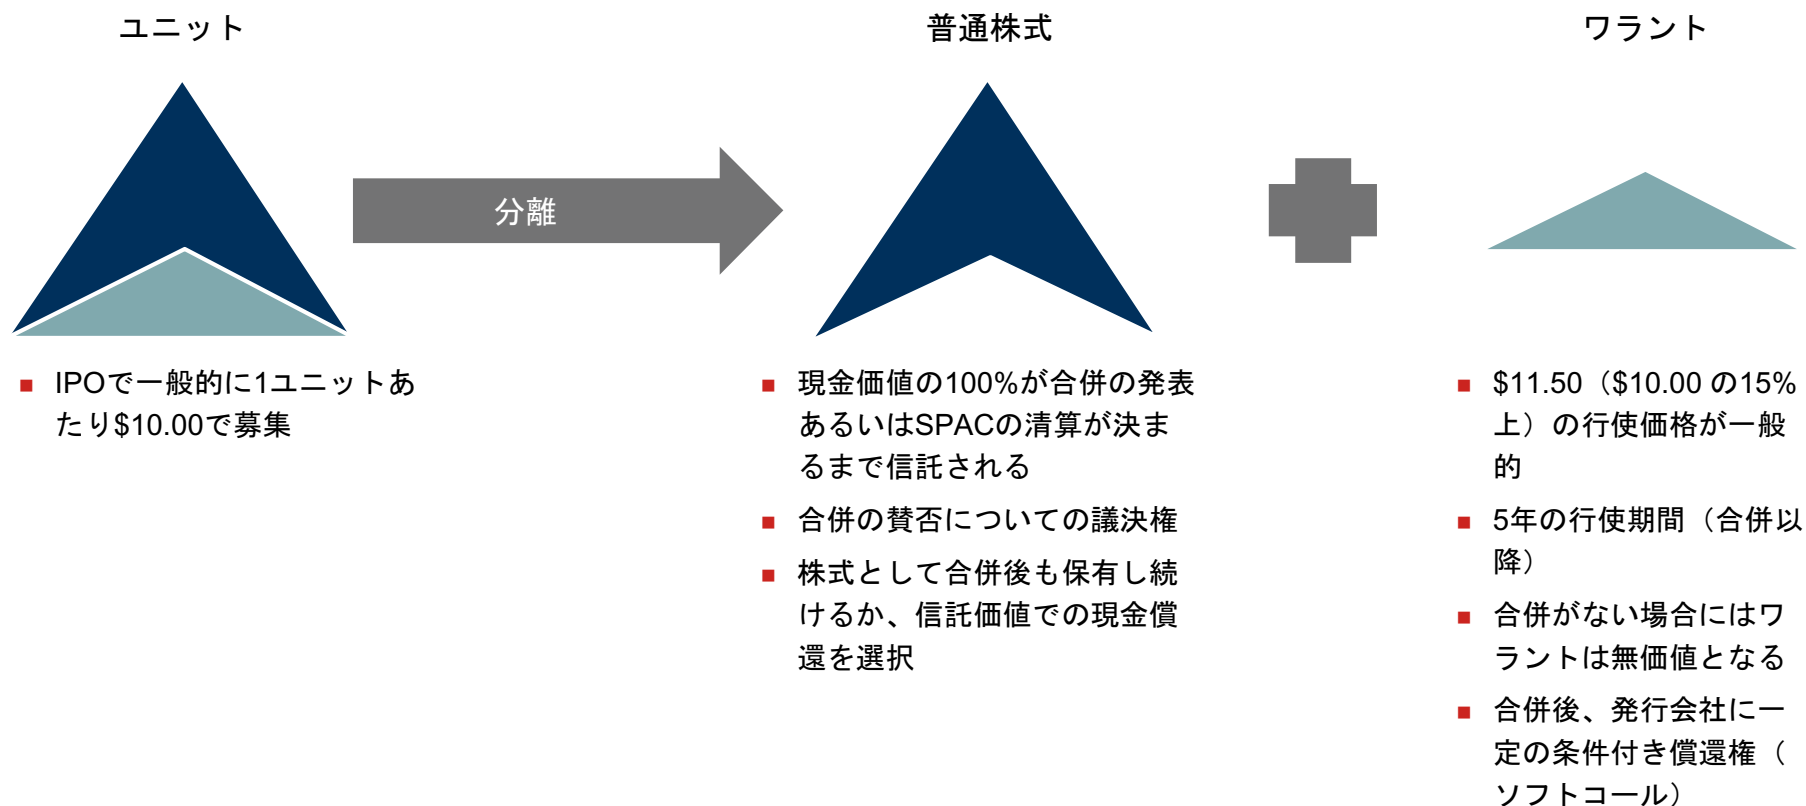 ユニット
普通株式
ワラント
分離
IPOで一般的に1ユニットあ
たり$10.00で募集
現金価値の100%が合併の発表
あるいはSPACの清算が決ま
るまで信託される
合併の賛否についての議決権
株式として合併後も保有し続
けるか、信託価値での現金償
還を選択
$11.50（$10.00 の15%
上）の行使価格が一般
的
5年の行使期間（合併以
降）
合併がない場合にはワ
ラントは無価値となる
合併後、発行会社に一
定の条件付き償還権（
ソフトコール）